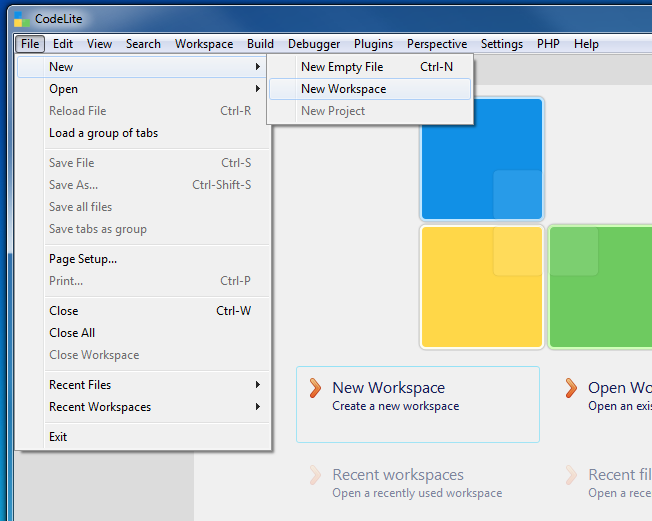 CodeLite
File Edit View Search Workspace Build Debugger Plugins Perspective Settings PHP Help
New
Open
Reload File Ctrl-R
Load a group of tabs
Save File Ctrl-S
Save As... Ctrl-Shift-S
Save all files
Save tabs as group
Page Setup...
Print... Ctrl-P
Close Ctrl-W
Close All
Close Workspace
Recent Files
Recent Workspaces
Exit
New Empty File Ctrl-N
New Workspace
New Project
New Workspace
Create a new workspace
Open Wo
Open an exis
Recent workspaces
Open a recently used workspace
Recent fil
Open a rece